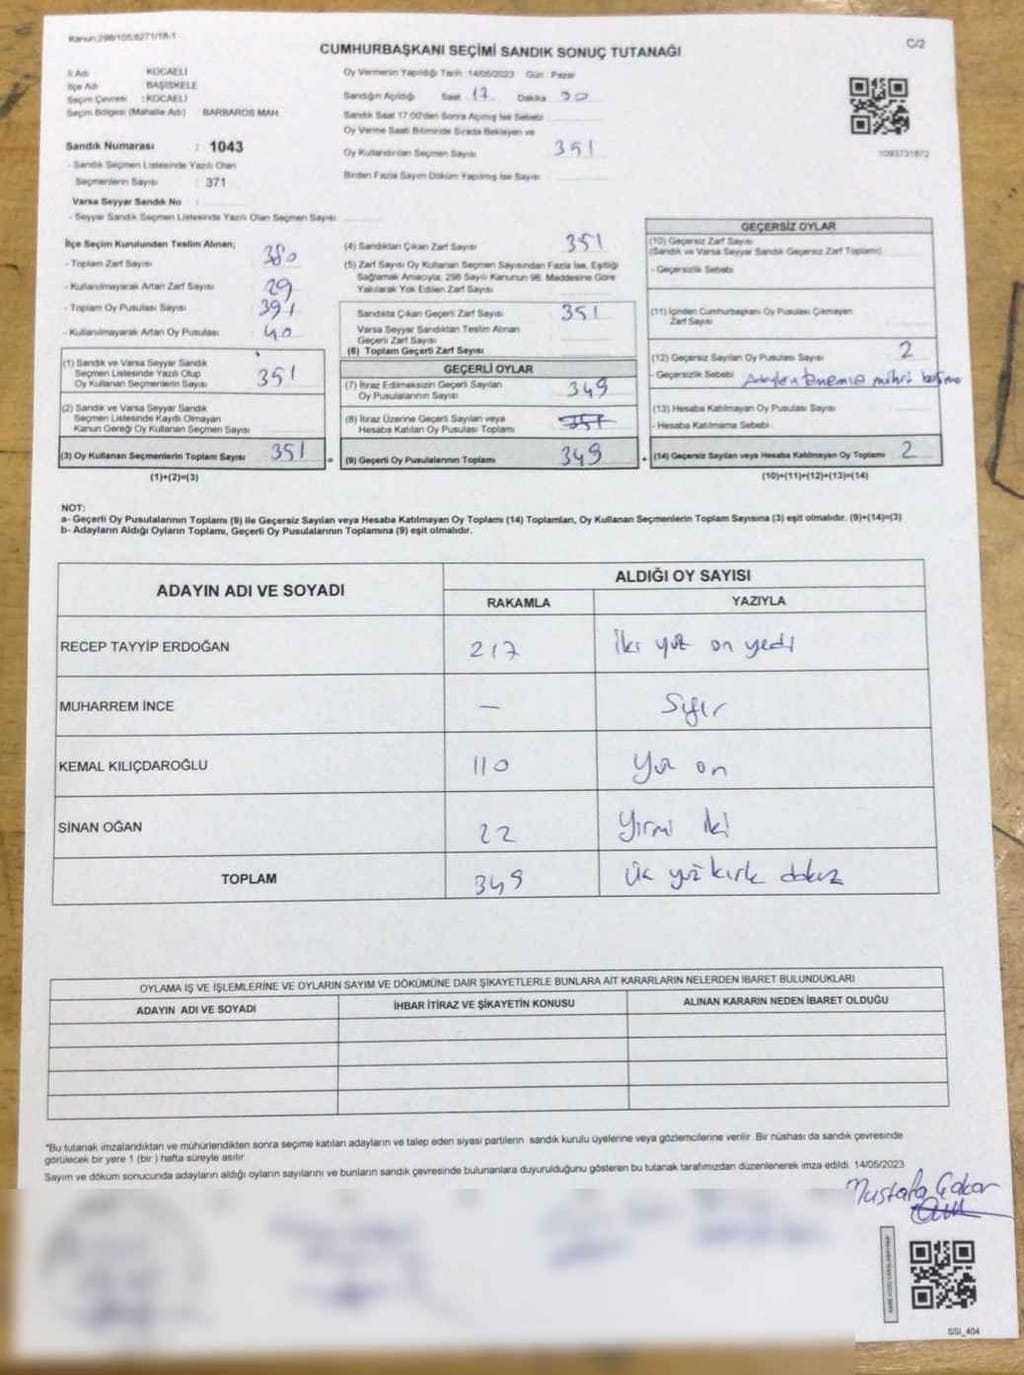 Kanun:298/105,6271/18-1
C/2
CUMHURBAŞKANI SEÇİMİ SANDIK SONUÇ TUTANAĞI
İl Adı KOCAELİ
İlçe Adı BAŞİSKELE
Seçim Çevresi : KOCAELİ
Seçim Bölgesi (Mahalle Adı) BARBAROS MAH.
Sandık Numarası : 1043
- Sandık Seçmen Listesinde Yazılı Olan
Seçmenlerin Sayısı : 371
Varsa Seyyar Sandık No :
- Seyyar Sandık Seçmen Listesinde Yazılı Olan Seçmen Sayısı
Oy Vermenin Yapıldığı Tarih :14/05/2023 Gün : Pazar
Sandığın Açıldığı Saat 17 Dakika 30
Sandık Saat 17:00'den Sonra Açılmış İse Sebebi
Oy Verme Saati Bitiminde Sırada Bekleyen ve
Oy Kullandırılan Seçmen Sayısı 351
Birden Fazla Sayım Döküm Yapılmış İse Sayısı
1093731872
İlçe Seçim Kurulundan Teslim Alınan;
- Toplam Zarf Sayısı 380
- Kullanılmayarak Artan Zarf Sayısı 29
- Toplam Oy Pusulası Sayısı 391
- Kullanılmayarak Artan Oy Pusulası 40
(1) Sandık ve Varsa Seyyar Sandık
Seçmen Listesinde Yazılı Olup
Oy Kullanan Seçmenlerin Sayısı 351
(2) Sandık ve Varsa Seyyar Sandık
Seçmen Listesinde Kaydı Olmayan
Kanun Gereği Oy Kullanan Seçmen Sayısı
(3) Oy Kullanan Seçmenlerin Toplam Sayısı 351 =
(1)+(2)=(3)
(4) Sandıktan Çıkan Zarf Sayısı 351
(5) Zarf Sayısı Oy Kullanan Seçmen Sayısından Fazla İse, Eşitliği
Sağlamak Amacıyla, 298 Sayılı Kanunun 98. Maddesine Göre
Yakılarak Yok Edilen Zarf Sayısı
Sandıkta Çıkan Geçerli Zarf Sayısı 351
Varsa Seyyar Sandıktan Teslim Alınan
Geçerli Zarf Sayısı
(6) Toplam Geçerli Zarf Sayısı
GEÇERLİ OYLAR
(7) İtiraz Edilmeksizin Geçerli Sayılan
Oy Pusulalarının Sayısı 349
(8) İtiraz Üzerine Geçerli Sayılan veya
Hesaba Katılan Oy Pusulası Toplamı 351
(9) Geçerli Oy Pusulalarının Toplamı 349 +
GEÇERSİZ OYLAR
(10) Geçersiz Zarf Sayısı
(Sandık ve Varsa Seyyar Sandık Geçersiz Zarf Toplamı)
- Geçersizlik Sebebi
(11) İçinden Cumhurbaşkanı Oy Pusulası Çıkmayan
Zarf Sayısı
(12) Geçersiz Sayılan Oy Pusulası Sayısı 2
- Geçersizlik Sebebi mührü
(13) Hesaba Katılmayan Oy Pusulası Sayısı
- Hesaba Katılmama Sebebi
(14) Geçersiz Sayılan veya Hesaba Katılmayan Oy Toplamı 2
(10)+(11)+(12)+(13)=(14)
NOT:
a- Geçerli Oy Pusulalarının Toplamı (9) ile Geçersiz Sayılan veya Hesaba Katılmayan Oy Toplamı (14) Toplamları, Oy Kullanan Seçmenlerin Toplam Sayısına (3) eşit olmalıdır. (9)+(14)=(3)
b- Adayların Aldığı Oyların Toplamı, Geçerli Oy Pusulalarının Toplamına (9) eşit olmalıdır.
ADAYIN ADI VE SOYADI ALDIĞI OY SAYISI
RAKAMLA YAZIYLA
RECEP TAYYİP ERDOĞAN 217 İki yüz on yedi
MUHARREM İNCE — Sıfır
KEMAL KILIÇDAROĞLU 110 Yüz on
SİNAN OĞAN 22 Yirmi iki
TOPLAM 349 üç yüz kırk dokuz
OYLAMA İŞ VE İŞLEMLERİNE VE OYLARIN SAYIM VE DÖKÜMÜNE DAİR ŞİKAYETLERLE BUNLARA AİT KARARLARIN NELERDEN İBARET BULUNDUKLARI
ADAYIN ADI VE SOYADI İHBAR İTİRAZ VE ŞİKAYETİN KONUSU ALINAN KARARIN NEDEN İBARET OLDUĞU
*Bu tutanak imzalandıktan ve mühürlendikten sonra seçime katılan adayların ve talep eden siyasi partilerin sandık kurulu üyelerine veya gözlemcilerine verilir. Bir nüshası da sandık çevresinde
görülecek bir yere 1 (bir) hafta süreyle asılır.
Sayım ve döküm sonucunda adayların aldığı oyların sayılarını ve bunların sandık çevresinde bulunanlara duyurulduğunu gösteren bu tutanak tarafımızdan düzenlenerek imza edildi. 14/05/2023
Mustafa Çakar
SSI_404